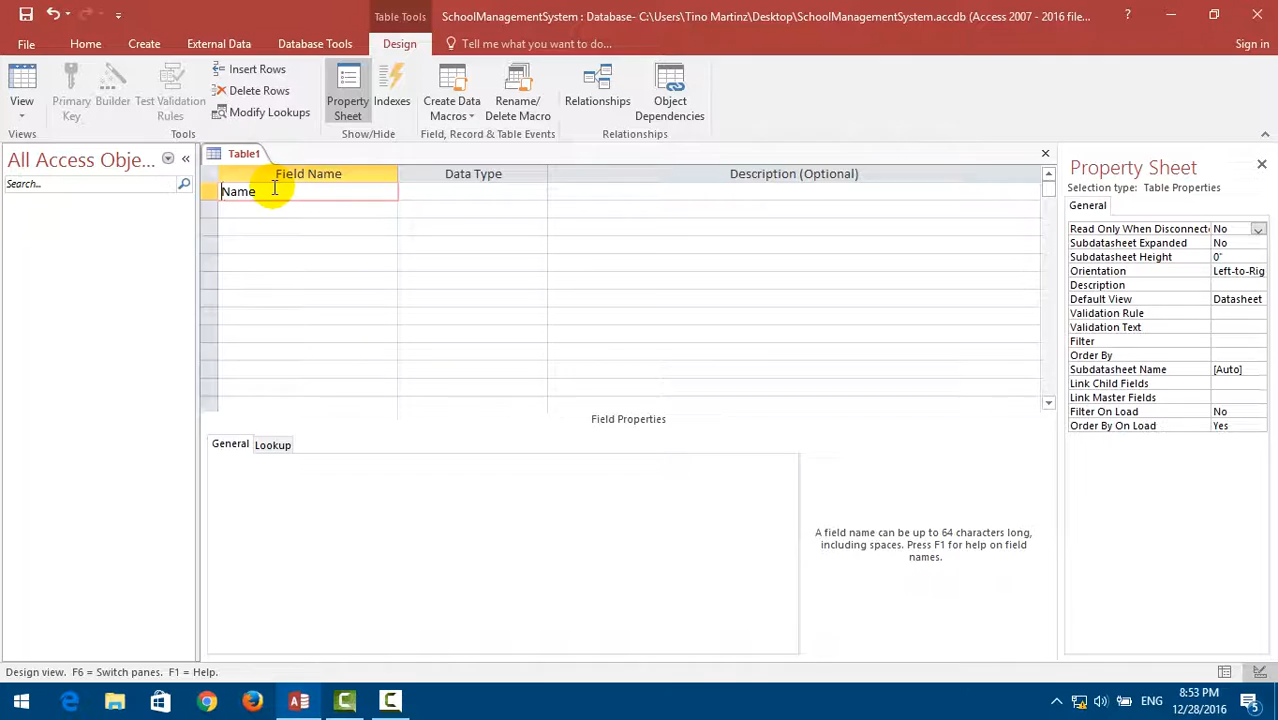 Table Tools
SchoolManagementSystem : Database- C:\Users\Tino Martinz\Desktop\SchoolManagementSystem.accdb (Access 2007 - 2016 file...
?
File
Home
Create
External Data
Database Tools
Design
Tell me what you want to do...
Sign in
View
Primary
Key
Builder
Test Validation
Rules
Insert Rows
Delete Rows
Modify Lookups
Property
Sheet
Indexes
Create Data
Macros
Rename/
Delete Macro
Relationships
Object
Dependencies
Views
Tools
Show/Hide
Field, Record & Table Events
Relationships
All Access Obje...
Search...
Table1
Field Name
Data Type
Description (Optional)
Name
Field Properties
General
Lookup
A field name can be up to 64 characters long,
including spaces. Press F1 for help on field
names.
Property Sheet
Selection type: Table Properties
General
Read Only When Disconnect No
Subdatasheet Expanded No
Subdatasheet Height 0"
Orientation Left-to-Rig
Description
Default View Datasheet
Validation Rule
Validation Text
Filter
Order By
Subdatasheet Name [Auto]
Link Child Fields
Link Master Fields
Filter On Load No
Order By On Load Yes
Design view. F6 = Switch panes. F1 = Help.
ENG
8:53 PM
12/28/2016
5